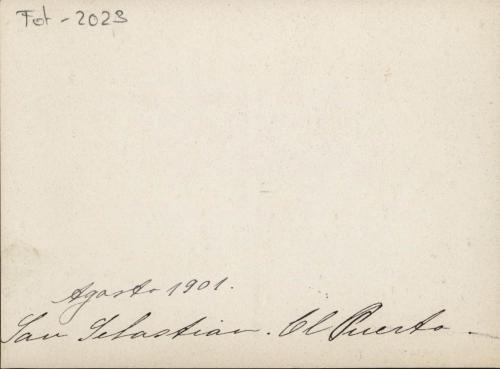 Fot - 2023
Agosto 1901.
San Sebastian. El Puerto.